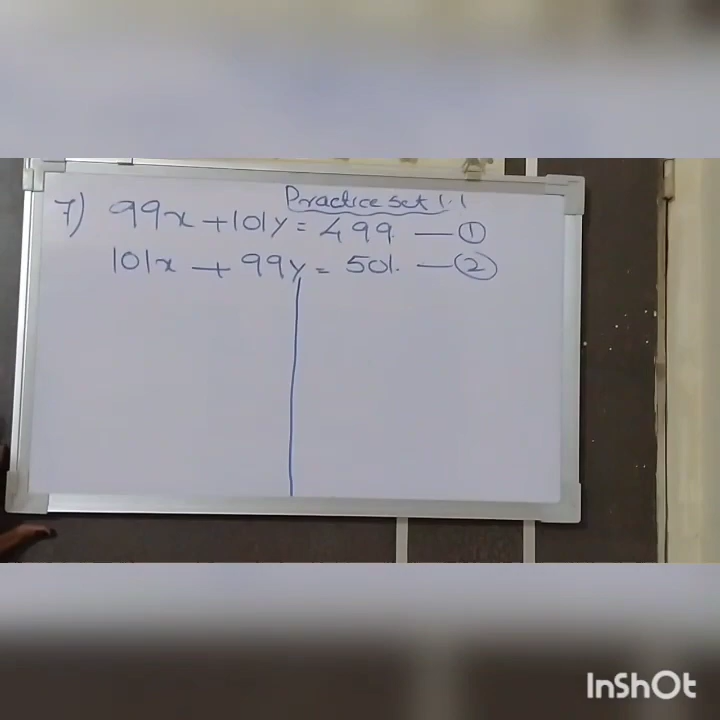 Practice set 1.1
7) 99x + 101y = 499. — ①
101x + 99y = 501. — ②
InShOt